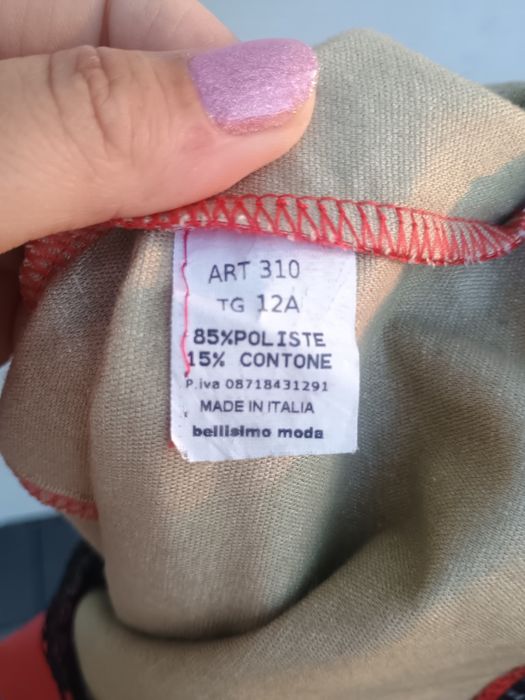 ART 310
TG 12A
85%POLISTE
15% CONTONE
P.iva 08718431291
MADE IN ITALIA
bellisimo moda